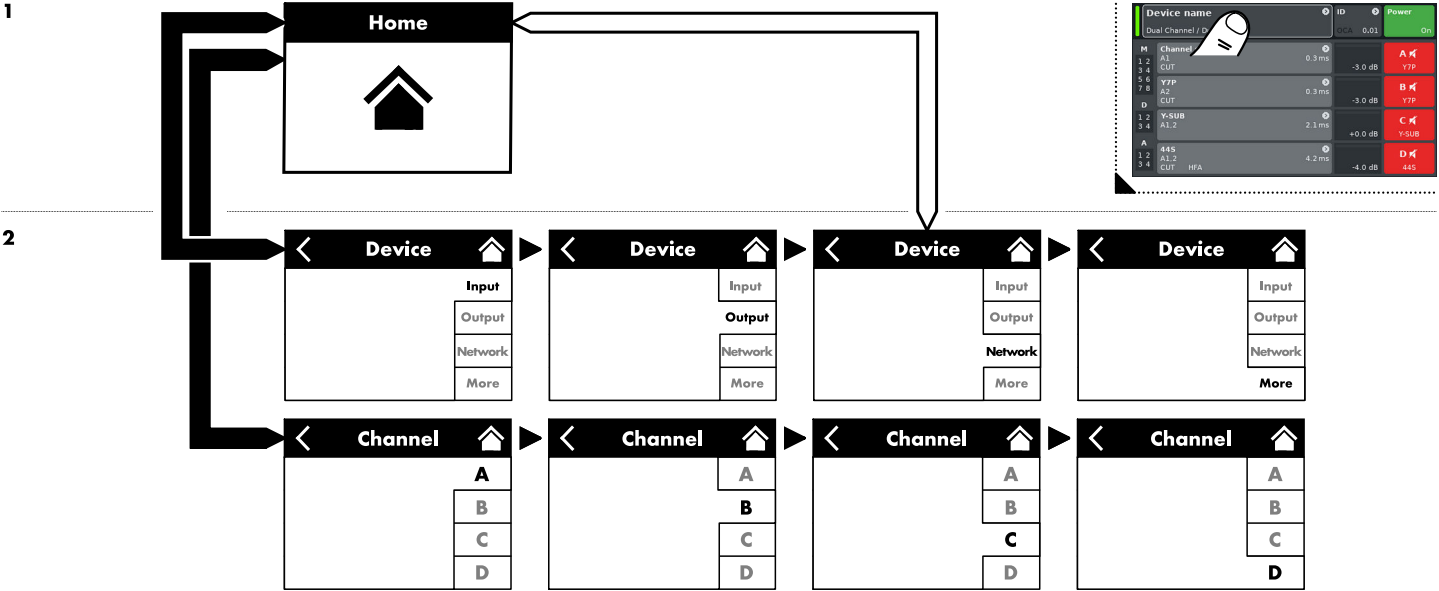 1
Home
Device name
Dual Channel / D
ID
OCA 0.01
Power
On
M
1 2
3 4
5 6
7 8
D
1 2
3 4
A
1 2
3 4
Channel
A1
CUT
0.3 ms
-3.0 dB
A
Y7P
Y7P
A2
CUT
0.3 ms
-3.0 dB
B
Y7P
Y-SUB
A1.2
2.1 ms
+0.0 dB
C
Y-SUB
44S
A1.2
CUT HFA
4.2 ms
-4.0 dB
D
44S
2
Device
Input
Output
Network
More
Device
Input
Output
Network
More
Device
Input
Output
Network
More
Device
Input
Output
Network
More
Channel
A
B
C
D
Channel
A
B
C
D
Channel
A
B
C
D
Channel
A
B
C
D